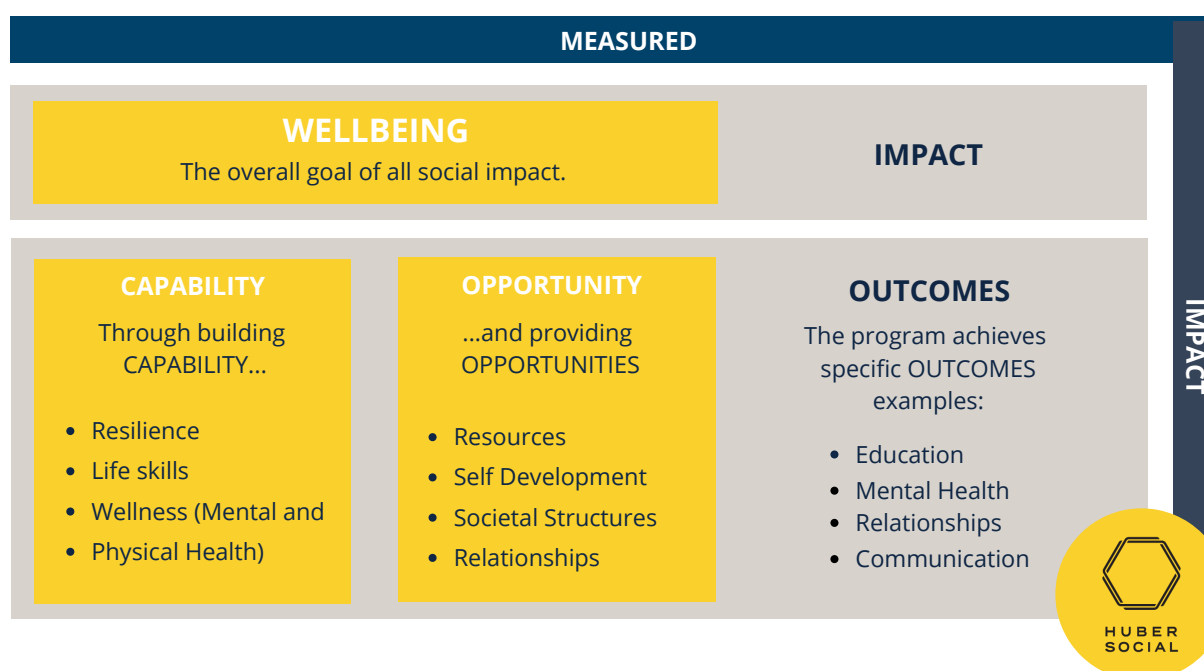 MEASURED
WELLBEING
The overall goal of all social impact.
IMPACT
CAPABILITY
Through building
CAPABILITY...
• Resilience
• Life skills
• Wellness (Mental and
• Physical Health)
OPPORTUNITY
...and providing
OPPORTUNITIES
• Resources
• Self Development
• Societal Structures
• Relationships
OUTCOMES
The program achieves
specific OUTCOMES
examples:
• Education
• Mental Health
• Relationships
• Communication
IMPACT
HUBER
SOCIAL